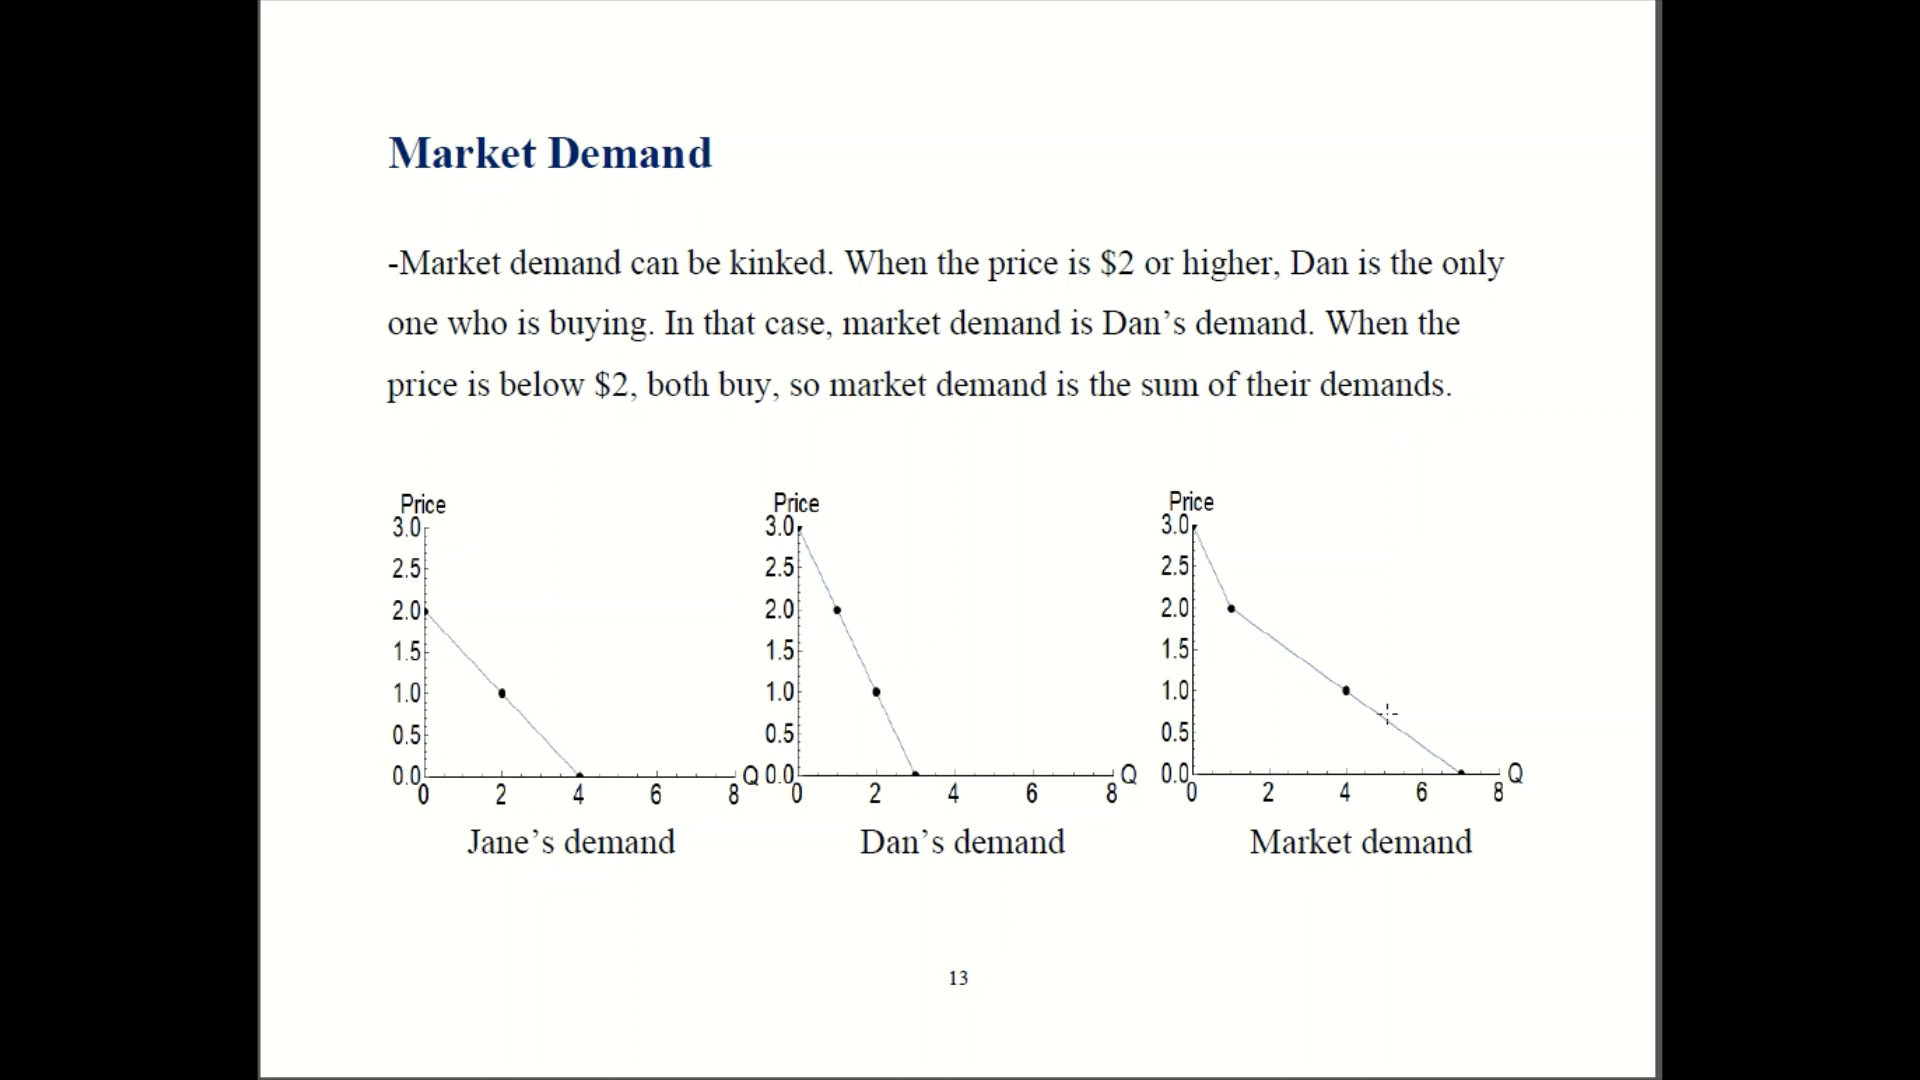 Market Demand
-Market demand can be kinked. When the price is $2 or higher, Dan is the only
one who is buying. In that case, market demand is Dan’s demand. When the
price is below $2, both buy, so market demand is the sum of their demands.
Price
3.0
2.5
2.0
1.5
1.0
0.5
0.0
0 2 4 6 8 Q
Jane’s demand
Price
3.0
2.5
2.0
1.5
1.0
0.5
0.0
0 2 4 6 8 Q
Dan’s demand
Price
3.0
2.5
2.0
1.5
1.0
0.5
0.0
0 2 4 6 8 Q
Market demand
13